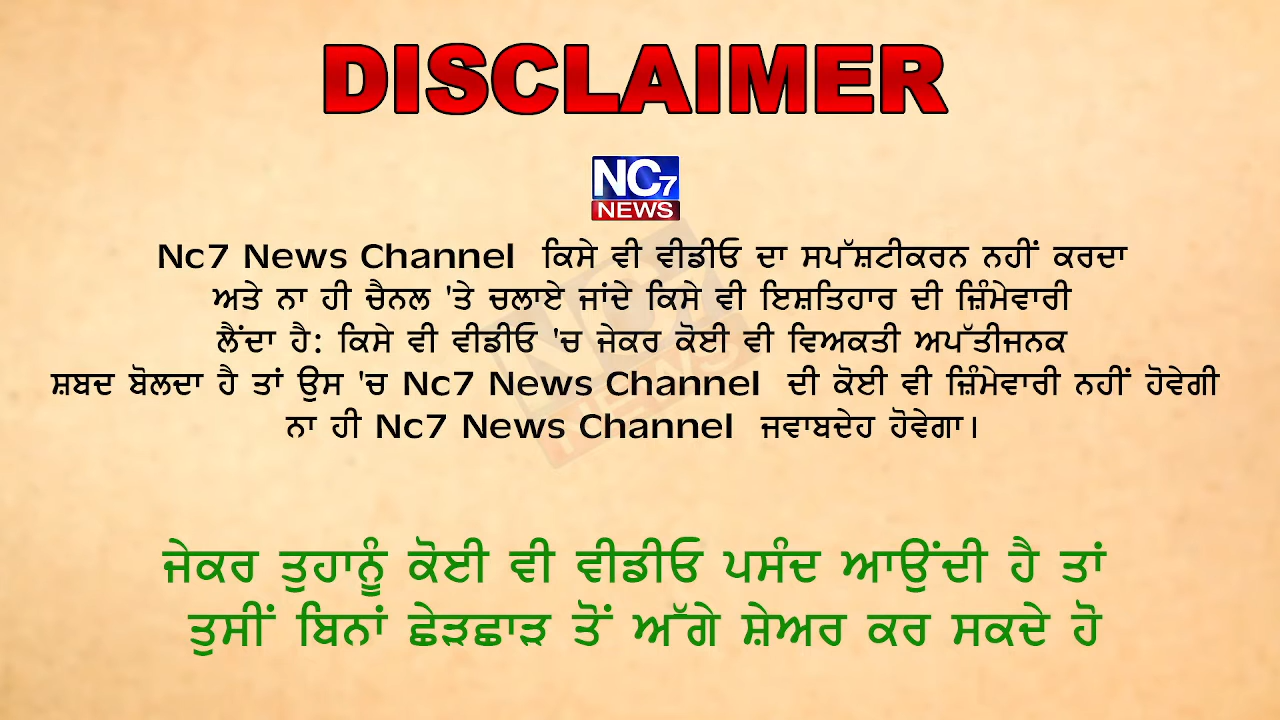 DISCLAIMER
NC7
NEWS
Nc7 News Channel ਕਿਸੇ ਵੀ ਵੀਡੀਓ ਦਾ ਸਪੱਸ਼ਟੀਕਰਨ ਨਹੀਂ ਕਰਦਾ
ਅਤੇ ਨਾ ਹੀ ਚੈਨਲ 'ਤੇ ਚਲਾਏ ਜਾਂਦੇ ਕਿਸੇ ਵੀ ਇਸ਼ਤਿਹਾਰ ਦੀ ਜ਼ਿੰਮੇਵਾਰੀ
ਲੈਂਦਾ ਹੈ: ਕਿਸੇ ਵੀ ਵੀਡੀਓ 'ਚ ਜੇਕਰ ਕੋਈ ਵੀ ਵਿਅਕਤੀ ਅਪੱਤੀਜਨਕ
ਸ਼ਬਦ ਬੋਲਦਾ ਹੈ ਤਾਂ ਉਸ 'ਚ Nc7 News Channel ਦੀ ਕੋਈ ਵੀ ਜ਼ਿੰਮੇਵਾਰੀ ਨਹੀਂ ਹੋਵੇਗੀ
ਨਾ ਹੀ Nc7 News Channel ਜਵਾਬਦੇਹ ਹੋਵੇਗਾ।
ਜੇਕਰ ਤੁਹਾਨੂੰ ਕੋਈ ਵੀ ਵੀਡੀਓ ਪਸੰਦ ਆਉਂਦੀ ਹੈ ਤਾਂ
ਤੁਸੀਂ ਬਿਨਾਂ ਛੇੜਛਾੜ ਤੋਂ ਅੱਗੇ ਸ਼ੇਅਰ ਕਰ ਸਕਦੇ ਹੋ